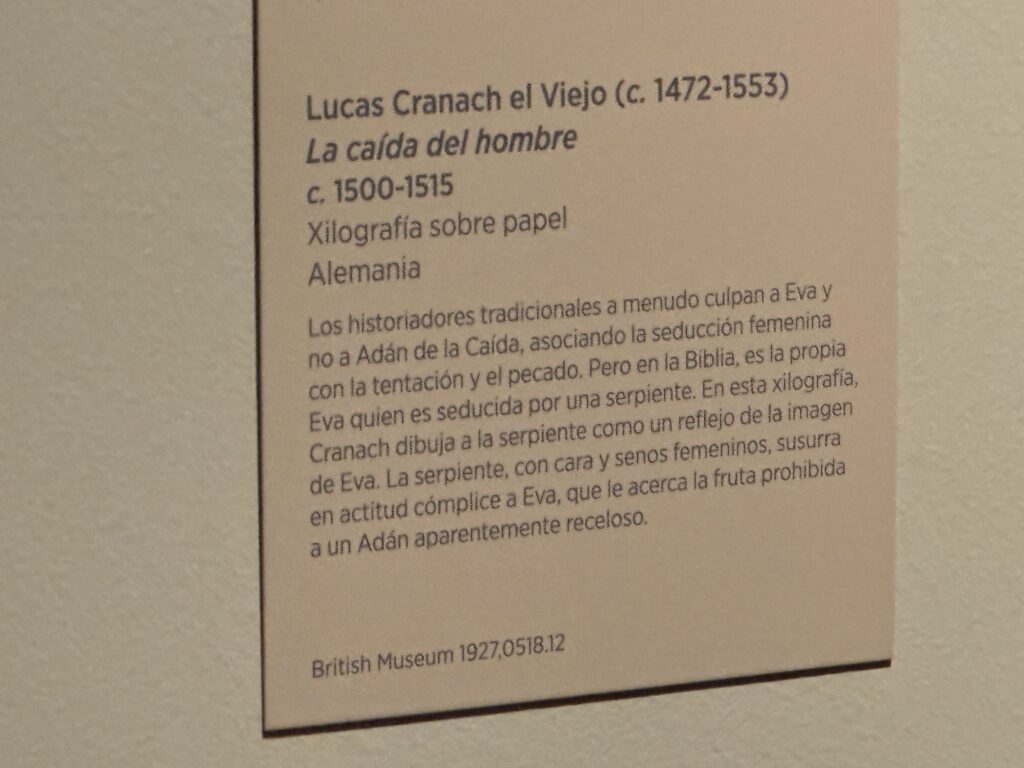 Lucas Cranach el Viejo (c. 1472-1553)
La caída del hombre
c. 1500-1515
Xilografía sobre papel
Alemania
Los historiadores tradicionales a menudo culpan a Eva y
no a Adán de la Caída, asociando la seducción femenina
con la tentación y el pecado. Pero en la Biblia, es la propia
Eva quien es seducida por una serpiente. En esta xilografía,
Cranach dibuja a la serpiente como un reflejo de la imagen
de Eva. La serpiente, con cara y senos femeninos, susurra
en actitud cómplice a Eva, que le acerca la fruta prohibida
a un Adán aparentemente receloso.
British Museum 1927,0518.12